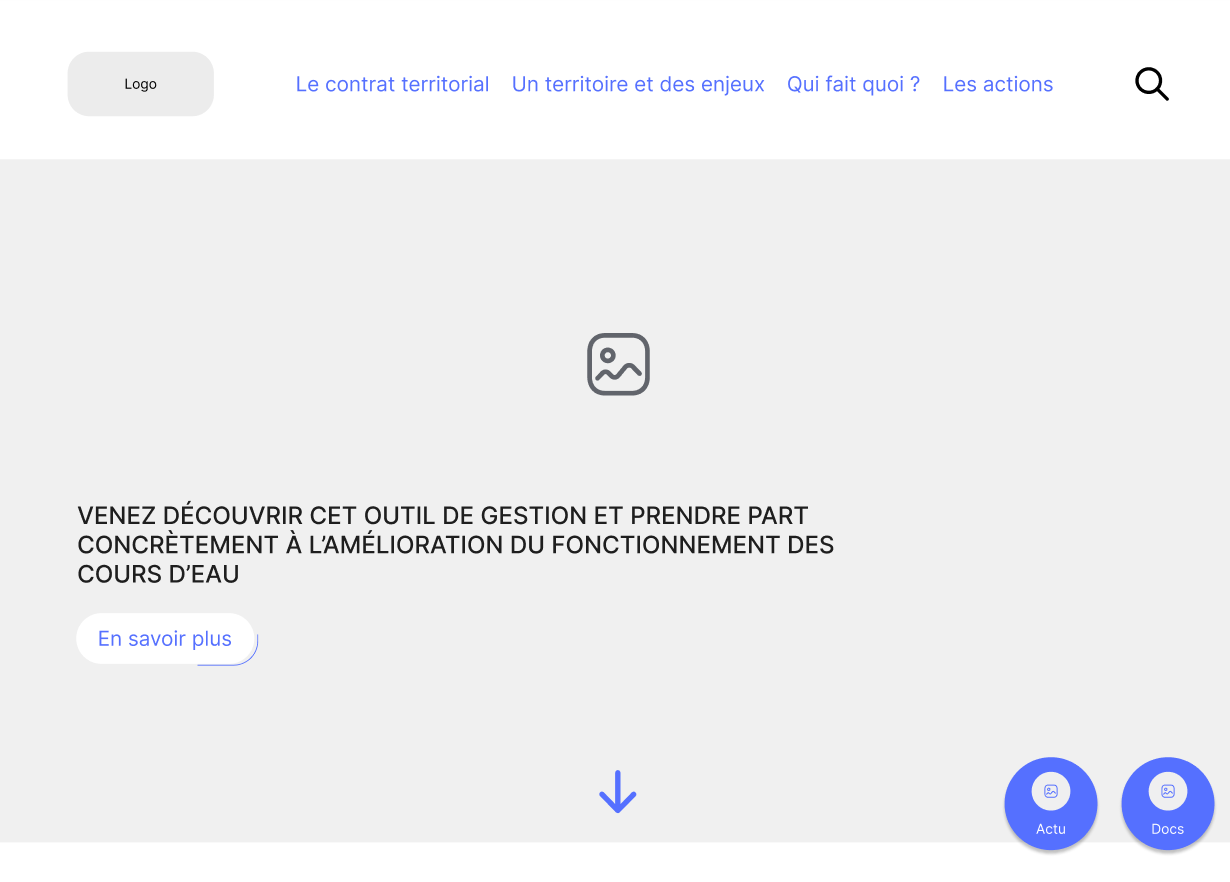 Logo
Le contrat territorial
Un territoire et des enjeux
Qui fait quoi ?
Les actions
VENEZ DÉCOUVRIR CET OUTIL DE GESTION ET PRENDRE PART
CONCRÈTEMENT À L’AMÉLIORATION DU FONCTIONNEMENT DES
COURS D’EAU
En savoir plus
Actu
Docs